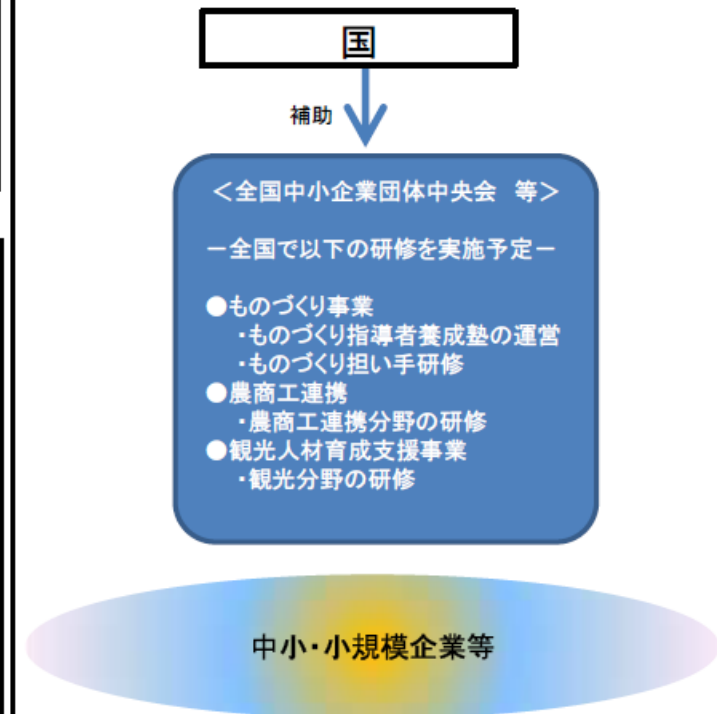 国
補助
＜全国中小企業団体中央会　等＞
－全国で以下の研修を実施予定－
●ものづくり事業
・ものづくり指導者養成塾の運営
・ものづくり担い手研修
●農商工連携
・農商工連携分野の研修
●観光人材育成支援事業
・観光分野の研修
中小・小規模企業等